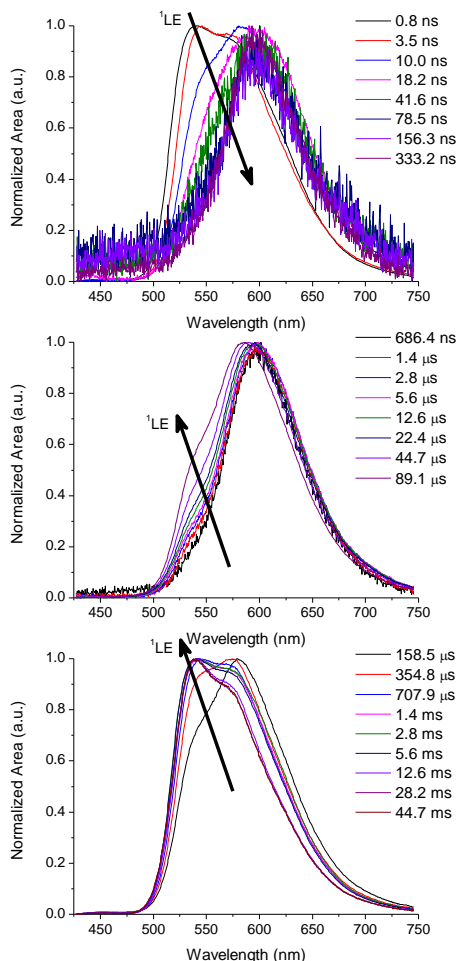 ¹LE
0.8 ns
3.5 ns
10.0 ns
18.2 ns
41.6 ns
78.5 ns
156.3 ns
333.2 ns
Normalized Area (a.u.)
1.0
0.8
0.6
0.4
0.2
0.0
450 500 550 600 650 700 750
Wavelength (nm)
¹LE
686.4 ns
1.4 μs
2.8 μs
5.6 μs
12.6 μs
22.4 μs
44.7 μs
89.1 μs
Normalized Area (a.u.)
1.0
0.8
0.6
0.4
0.2
0.0
450 500 550 600 650 700 750
Wavelength (nm)
¹LE
158.5 μs
354.8 μs
707.9 μs
1.4 ms
2.8 ms
5.6 ms
12.6 ms
28.2 ms
44.7 ms
Normalized Area (a.u.)
1.0
0.8
0.6
0.4
0.2
0.0
450 500 550 600 650 700 750
Wavelength (nm)